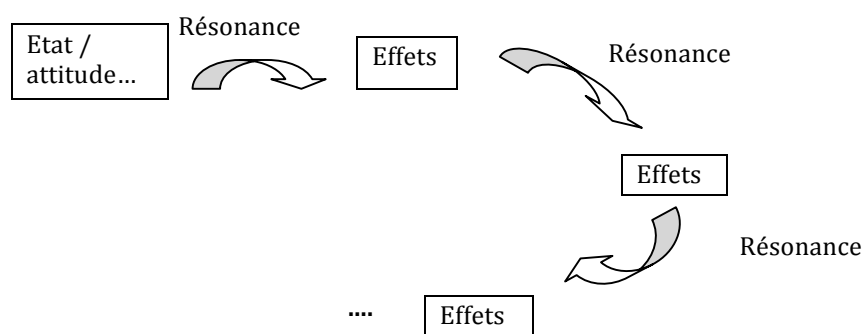 Etat /
attitude…
Résonance
Effets
Résonance
Effets
Résonance
Effets
....